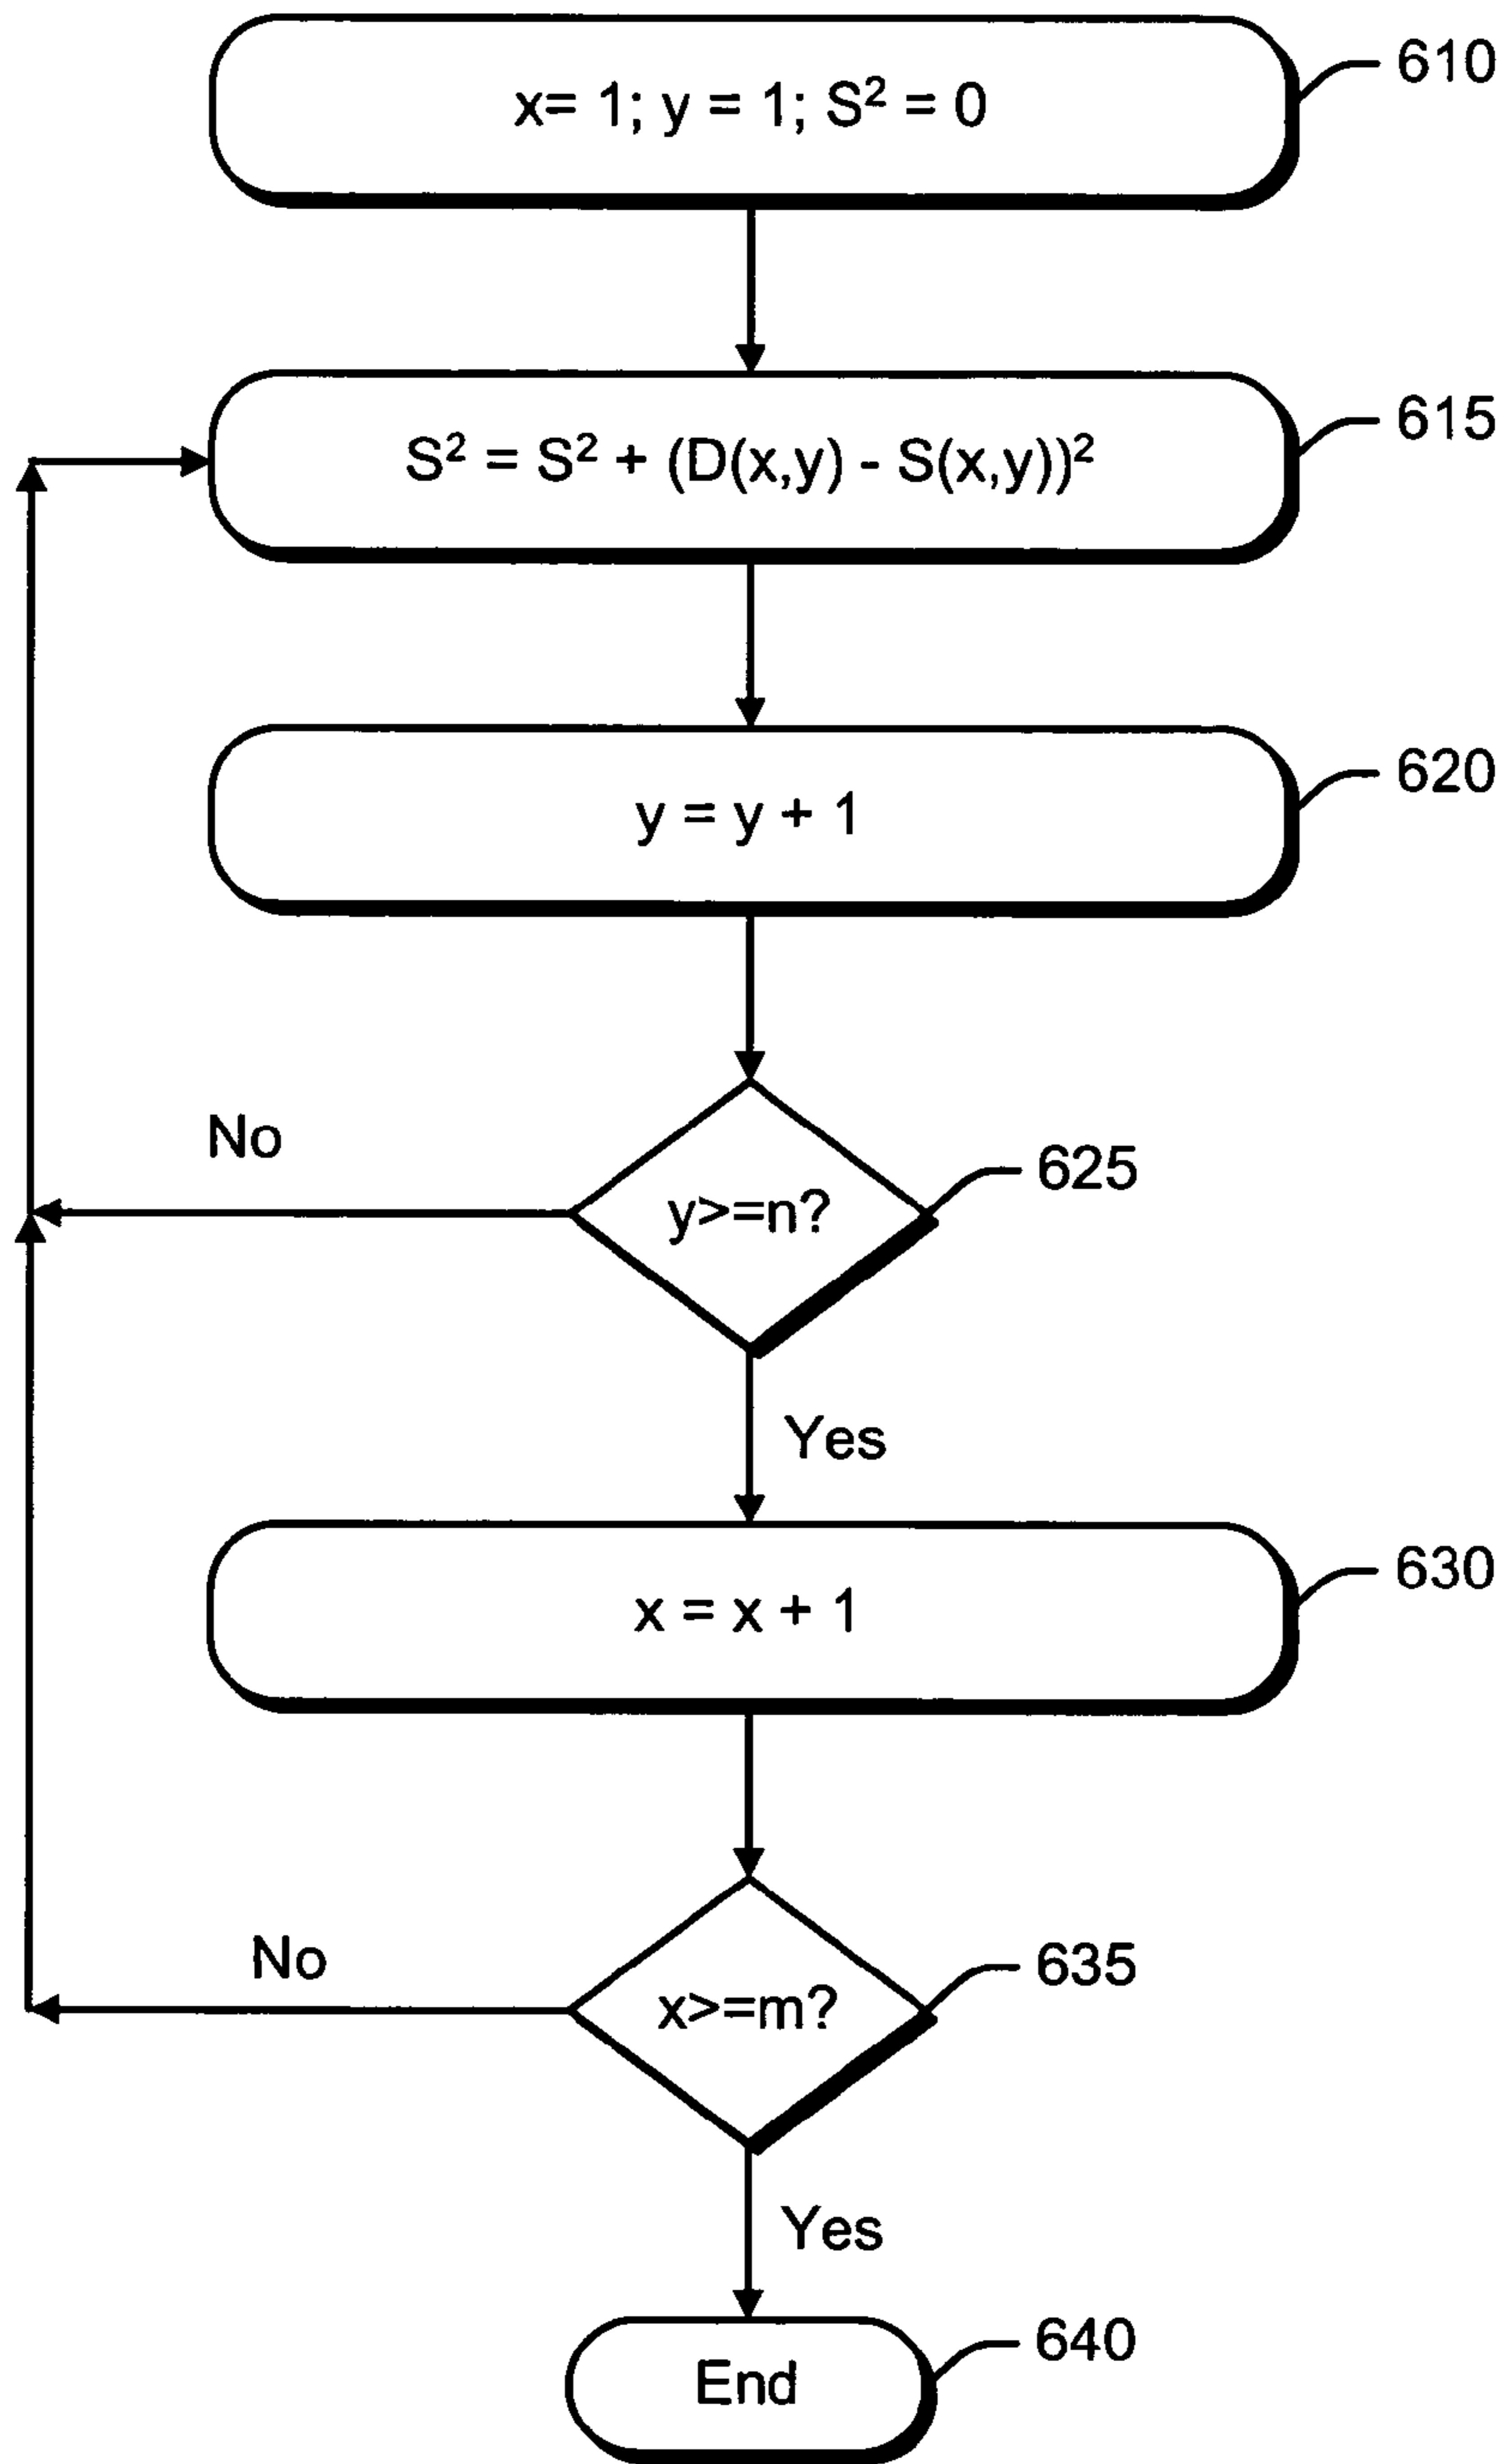 x= 1; y = 1; S² = 0
610
S² = S² + (D(x,y) - S(x,y))²
615
y = y + 1
620
No
y>=n?
625
Yes
x = x + 1
630
No
x>=m?
635
Yes
End
640